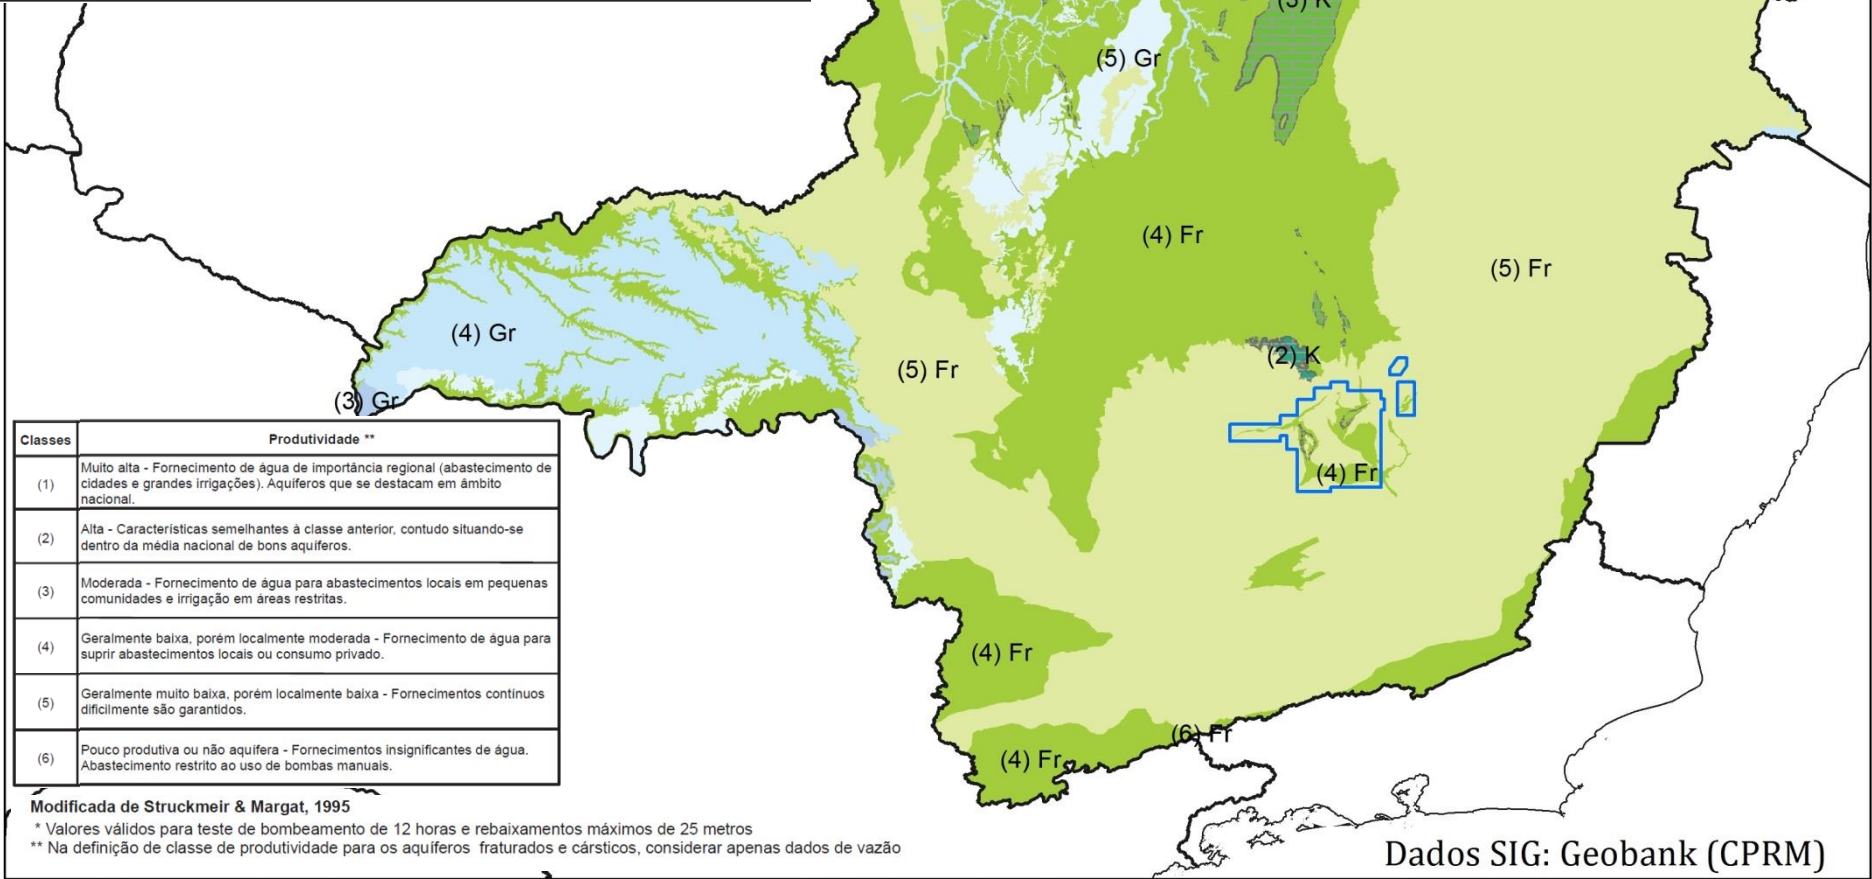 (3) K
(5) Gr
(4) Fr
(5) Fr
(4) Gr
(2) K
(5) Fr
(3) Gr
(4) Fr
(4) Fr
(6) Fr
(4) Fr
Classes Produtividade **
(1) Muito alta - Fornecimento de água de importância regional (abastecimento de
cidades e grandes irrigações). Aquíferos que se destacam em âmbito
nacional.
(2) Alta - Características semelhantes à classe anterior, contudo situando-se
dentro da média nacional de bons aquíferos.
(3) Moderada - Fornecimento de água para abastecimentos locais em pequenas
comunidades e irrigação em áreas restritas.
(4) Geralmente baixa, porém localmente moderada - Fornecimento de água para
suprir abastecimentos locais ou consumo privado.
(5) Geralmente muito baixa, porém localmente baixa - Fornecimentos contínuos
dificilmente são garantidos.
(6) Pouco produtiva ou não aquífera - Fornecimentos insignificantes de água.
Abastecimento restrito ao uso de bombas manuais.
Modificada de Struckmeir & Margat, 1995
* Valores válidos para teste de bombeamento de 12 horas e rebaixamentos máximos de 25 metros
** Na definição de classe de produtividade para os aquíferos fraturados e cársticos, considerar apenas dados de vazão
Dados SIG: Geobank (CPRM)